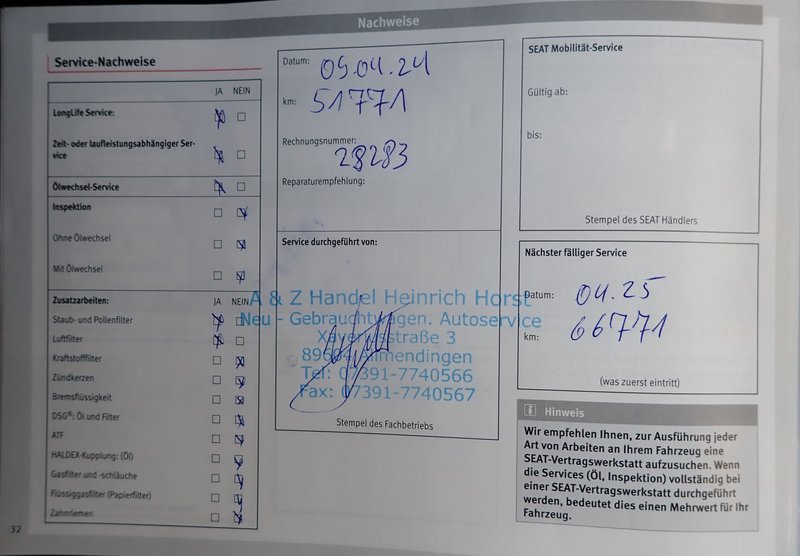 Nachweise
Service-Nachweise
JA NEIN
LongLife Service:
Zeit- oder laufleistungsabhängiger Ser-
vice
Ölwechsel-Service
Inspektion
Ohne Ölwechsel
Mit Ölwechsel
Zusatzarbeiten: JA NEIN
Staub- und Pollenfilter
Luftfilter
Kraftstofffilter
Zündkerzen
Bremsflüssigkeit
DSG®: Öl und Filter
ATF
HALDEX-Kupplung: (Öl)
Gasfilter und -schläuche
Flüssiggasfilter (Papierfilter)
Zahnriemen
32
Datum: 09.04.24
km: 51771
Rechnungsnummer:
28283
Reparaturempfehlung:
Service durchgeführt von:
A & Z Handel Heinrich Horst
Neu - Gebrauchtwagen. Autoservice
Xaveriusstraße 3
89604 Allmendingen
Tel: 07391-7740566
Fax: 07391-7740567
Stempel des Fachbetriebs
SEAT Mobilität-Service
Gültig ab:
bis:
Stempel des SEAT Händlers
Nächster fälliger Service
Datum: 04.25
km: 66771
(was zuerst eintritt)
Hinweis
Wir empfehlen Ihnen, zur Ausführung jeder
Art von Arbeiten an Ihrem Fahrzeug eine
SEAT-Vertragswerkstatt aufzusuchen. Wenn
die Services (Öl, Inspektion) vollständig bei
einer SEAT-Vertragswerkstatt durchgeführt
werden, bedeutet dies einen Mehrwert für Ihr
Fahrzeug.